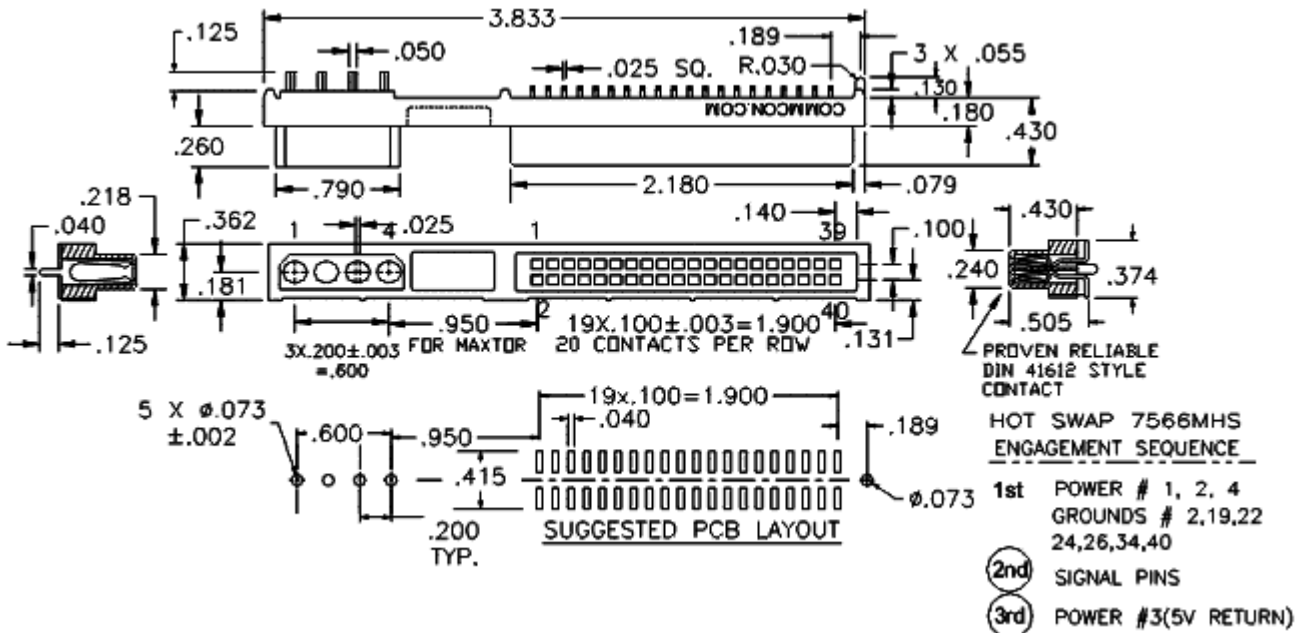 3.833
.125
.050
.189
3 X .055
.025 SQ.
R.030
.130
COMMCON.COM
.180
.430
.260
.790
2.180
.079
.218
.040
.362
1
4
.025
1
.140
39
.100
.430
.181
.240
.374
2
40
.125
.950
19X.100±.003=1.900
.131
.505
3X.200±.003
=.600
FOR MAXTOR
20 CONTACTS PER ROW
PROVEN RELIABLE
DIN 41612 STYLE
CONTACT
19x.100=1.900
5 X ø.073
±.002
.600
.950
.040
.189
.415
ø.073
.200
TYP.
SUGGESTED PCB LAYOUT
HOT SWAP 7566MHS
ENGAGEMENT SEQUENCE
1st POWER # 1, 2, 4
GROUNDS # 2,19,22
24,26,34,40
2nd SIGNAL PINS
3rd POWER #3(5V RETURN)